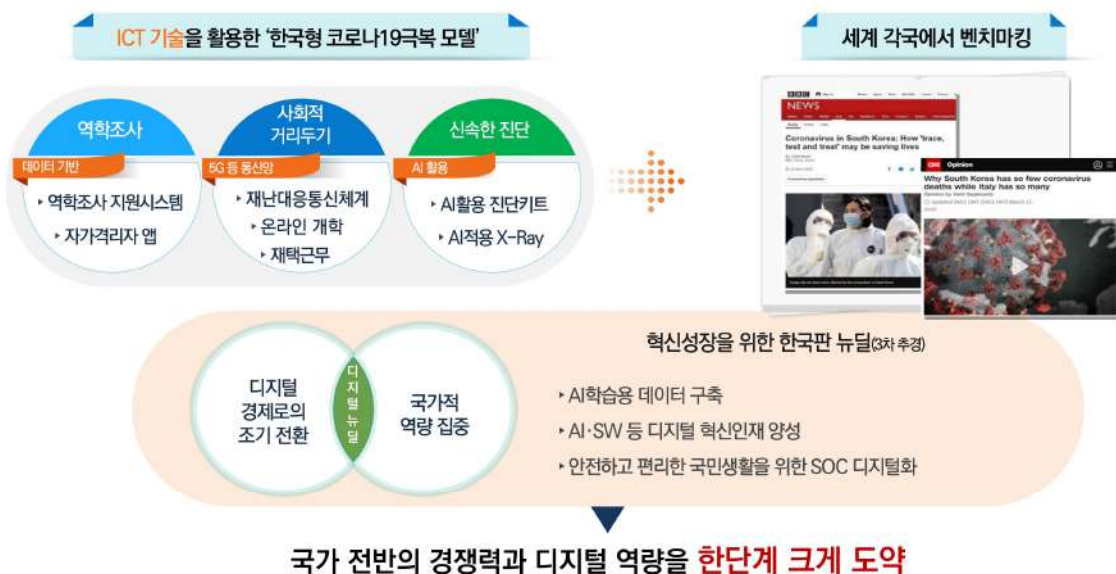 ICT 기술을 활용한 '한국형 코로나19극복 모델'
역학조사
데이터 기반
‣ 역학조사 지원시스템
‣ 자가격리자 앱
사회적
거리두기
5G 등 통신망
‣ 재난대응통신체계
‣ 온라인 개학
‣ 재택근무
신속한 진단
AI 활용
‣ AI활용 진단키트
‣ AI적용 X-Ray
세계 각국에서 벤치마킹
BBC
NEWS
Coronavirus in South Korea: How 'trace,
test and treat' may be saving lives
CNN Opinion
Why South Korea has so few coronavirus
deaths while Italy has so many
혁신성장을 위한 한국판 뉴딜(3차 추경)
디지털
경제로의
조기 전환
디지털뉴딜
국가적
역량 집중
‣ AI학습용 데이터 구축
‣ AI·SW 등 디지털 혁신인재 양성
‣ 안전하고 편리한 국민생활을 위한 SOC 디지털화
국가 전반의 경쟁력과 디지털 역량을 한단계 크게 도약